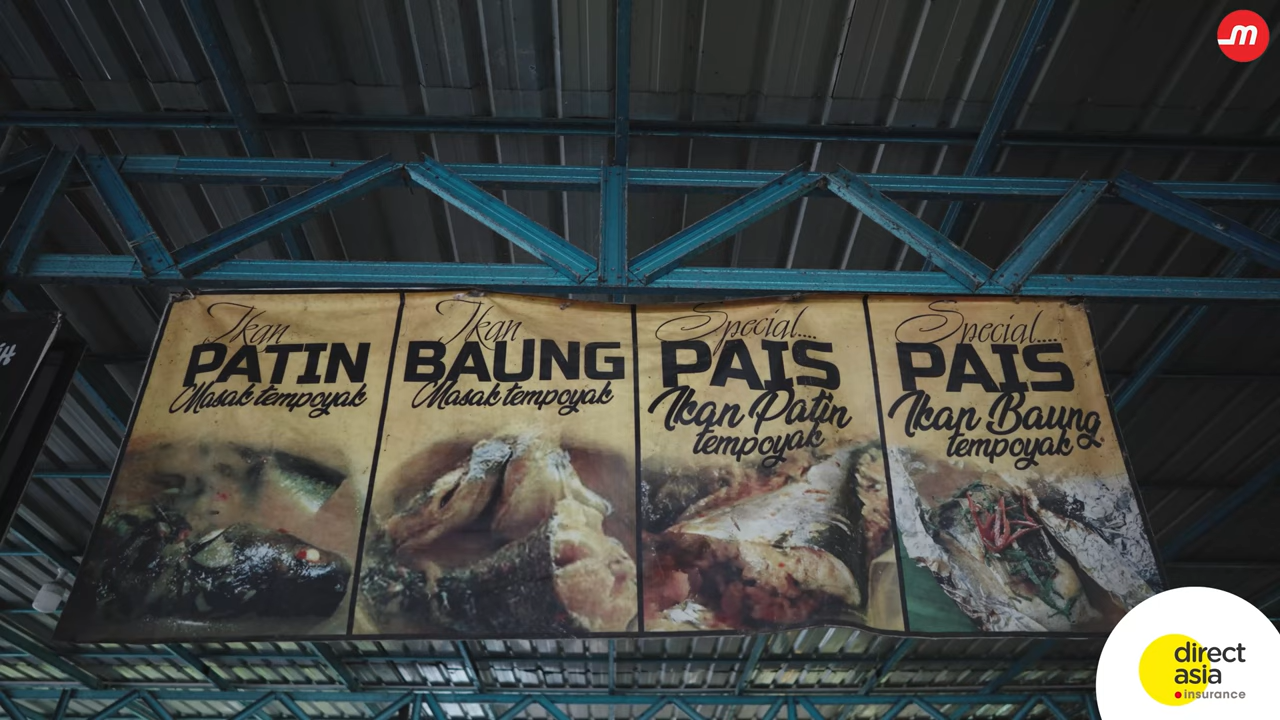 m
Ikan
PATIN
Masak tempoyak
Ikan
BAUNG
Masak tempoyak
Special....
PAIS
Ikan Patin
tempoyak
Special....
PAIS
Ikan Baung
tempoyak
direct
asia
insurance